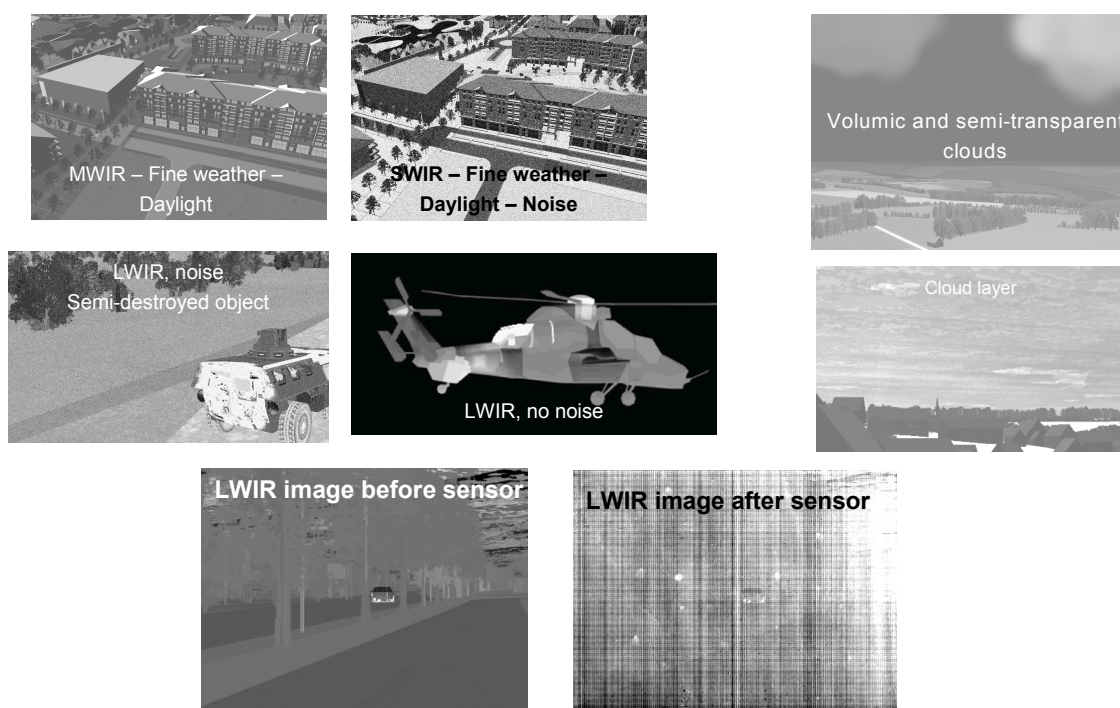 MWIR – Fine weather –
Daylight
SWIR – Fine weather –
Daylight – Noise
Volumic and semi-transparent
clouds
LWIR, noise
Semi-destroyed object
LWIR, no noise
Cloud layer
LWIR image before sensor
LWIR image after sensor